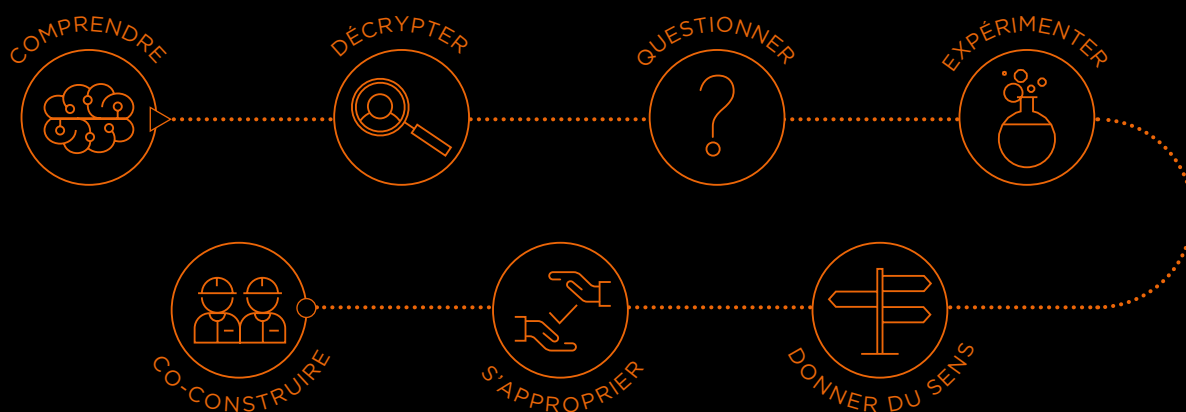 COMPRENDRE
DÉCRYPTER
QUESTIONNER
EXPÉRIMENTER
DONNER DU SENS
S'APPROPRIER
CO-CONSTRUIRE